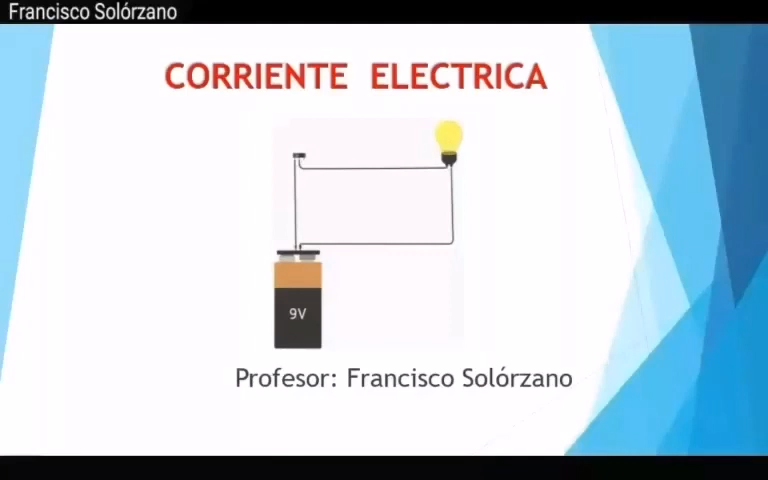 Francisco Solórzano
CORRIENTE ELECTRICA
9V
Profesor: Francisco Solórzano